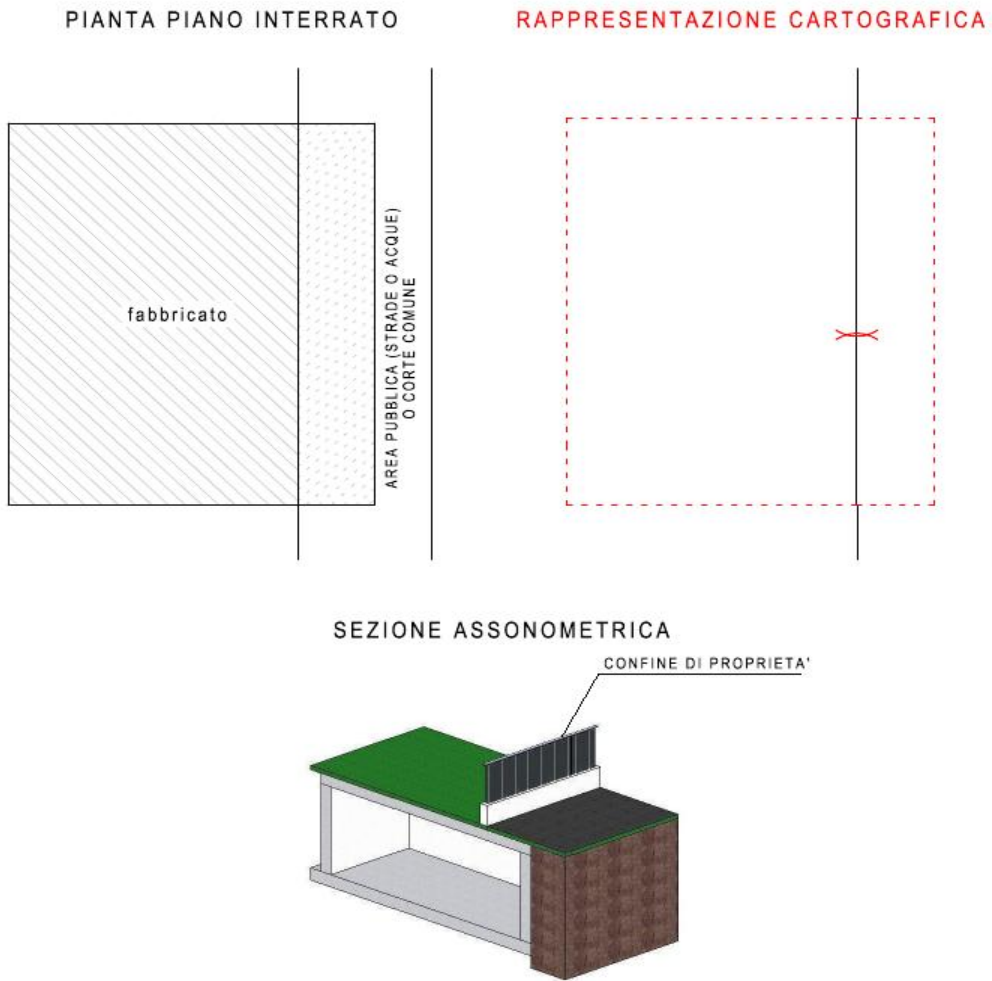 PIANTA PIANO INTERRATO
RAPPRESENTAZIONE CARTOGRAFICA
fabbricato
AREA PUBBLICA (STRADE O ACQUE)
O CORTE COMUNE
SEZIONE ASSONOMETRICA
CONFINE DI PROPRIETA'